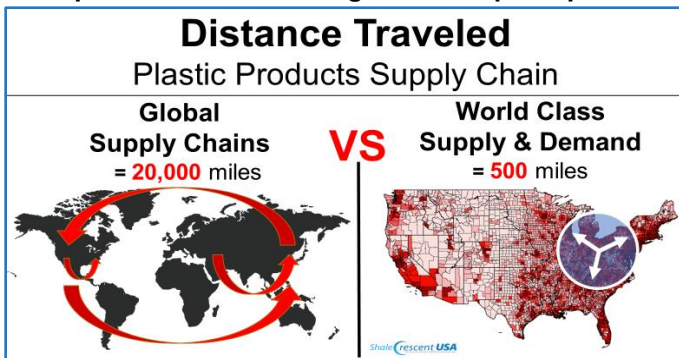 Distance Traveled
Plastic Products Supply Chain
Global
Supply Chains
= 20,000 miles
VS
World Class
Supply & Demand
= 500 miles
Shale Crescent USA